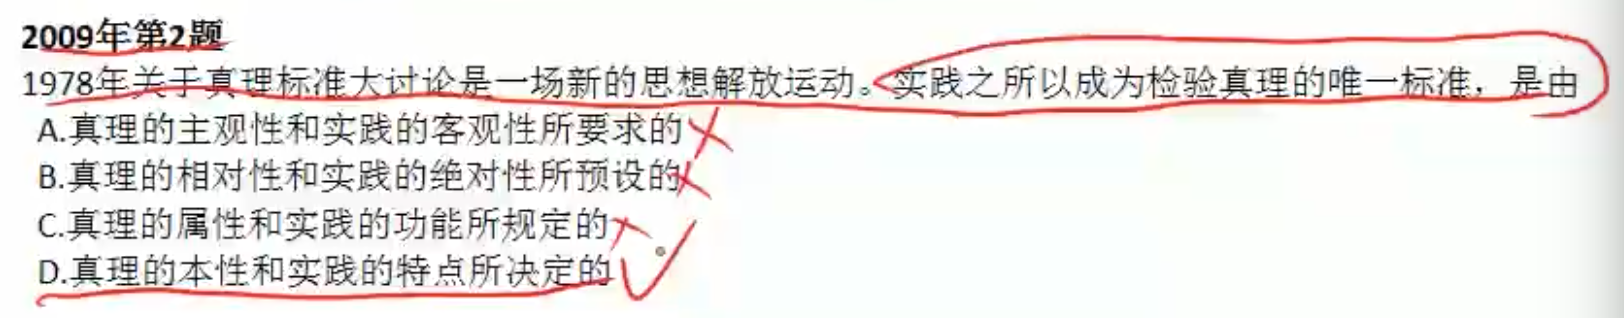 2009年第2题
1978年关于真理标准大讨论是一场新的思想解放运动。实践之所以成为检验真理的唯一标准，是由
A.真理的主观性和实践的客观性所要求的
B.真理的相对性和实践的绝对性所预设的
C.真理的属性和实践的功能所规定的
D.真理的本性和实践的特点所决定的